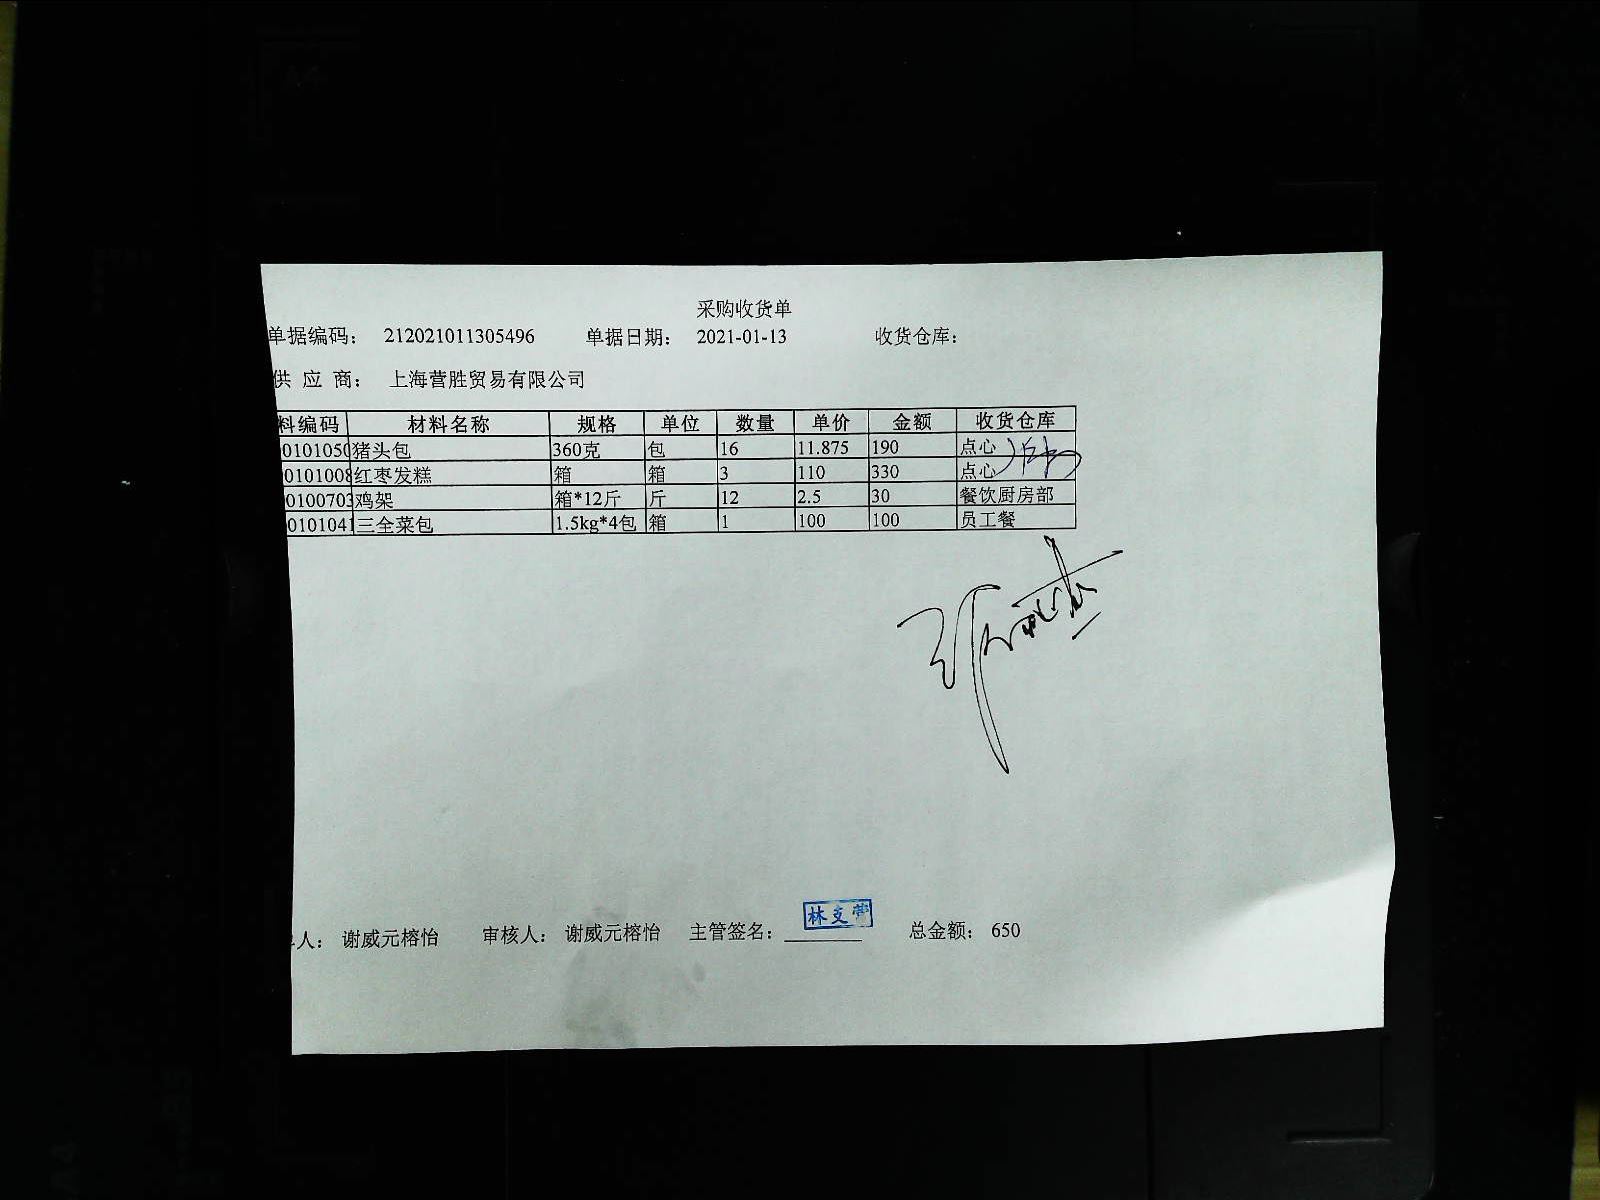 采购收货单
单据编码： 212021011305496 单据日期： 2021-01-13 收货仓库：
供 应 商： 上海营胜贸易有限公司
料编码 材料名称 规格 单位 数量 单价 金额 收货仓库
0101050 猪头包 360克 包 16 11.875 190 点心
0101008 红枣发糕 箱 箱 3 110 330 点心
0100703 鸡架 箱*12斤 斤 12 2.5 30 餐饮厨房部
0101041 三全菜包 1.5kg*4包 箱 1 100 100 员工餐
林支营
人： 谢威元榕怡 审核人： 谢威元榕怡 主管签名： 总金额： 650